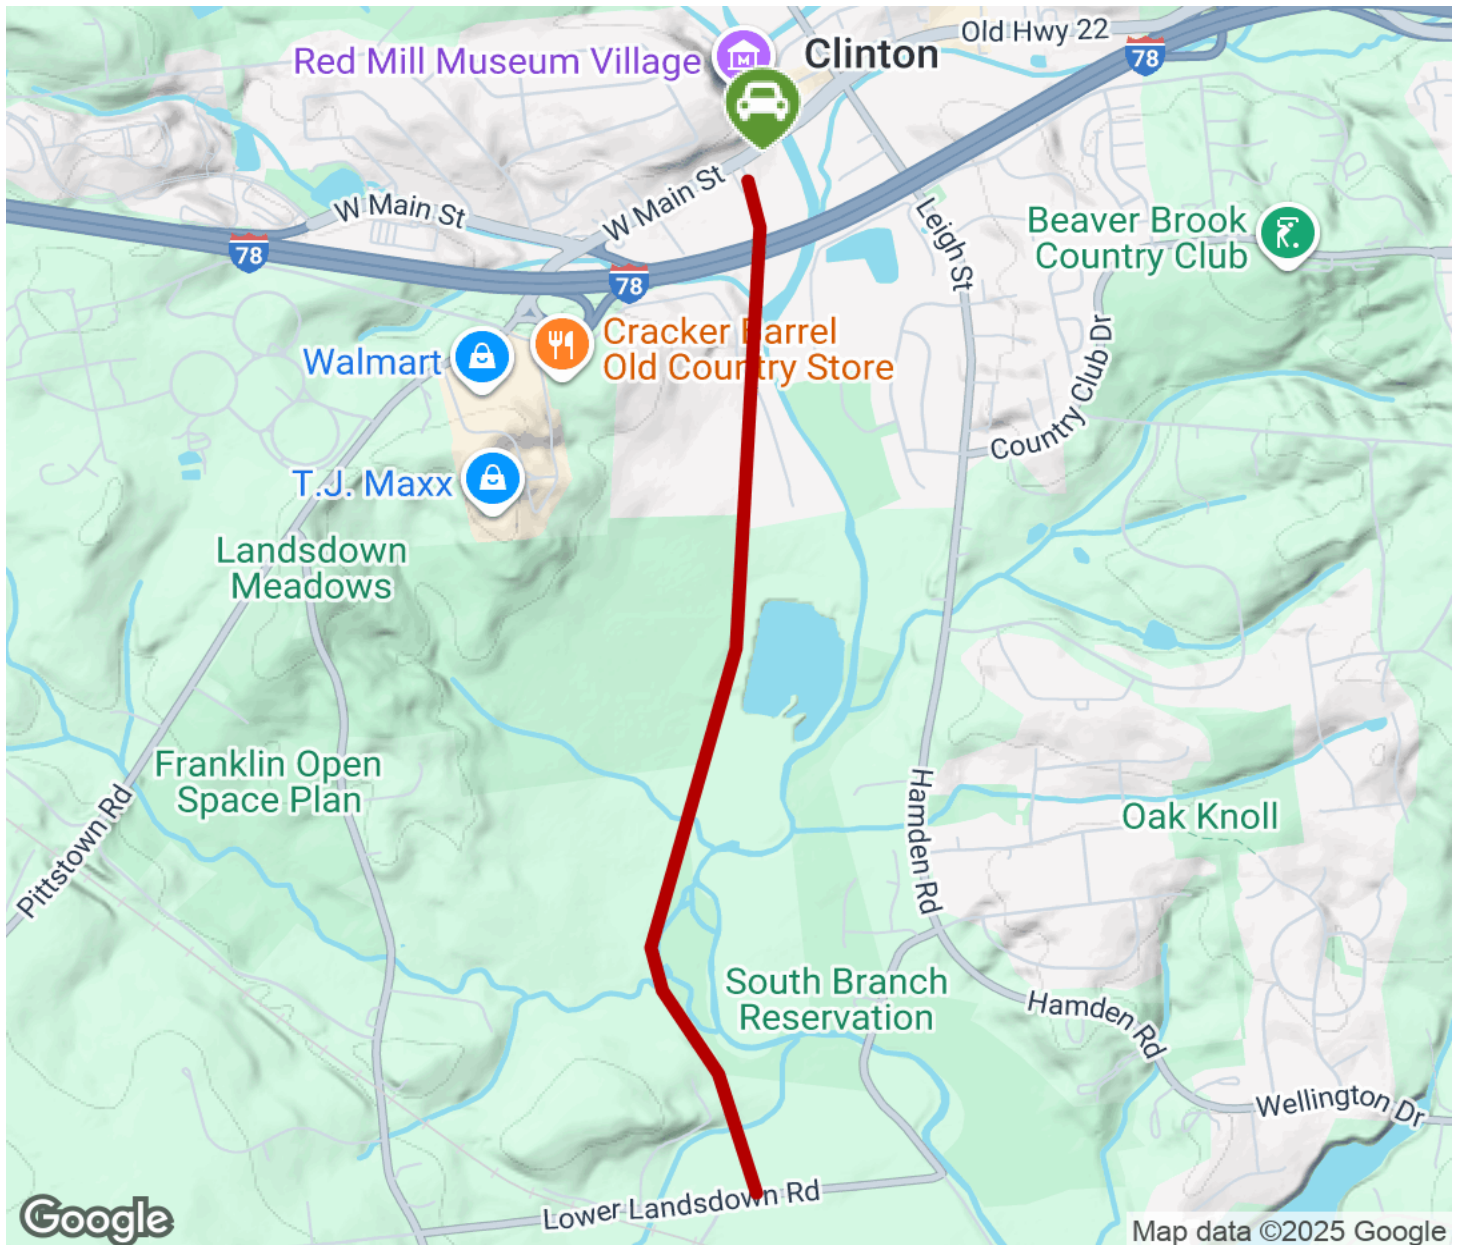 Old Hwy 22
Red Mill Museum Village
M
Clinton
78
W Main St
W Main St
78
78
Leigh St
Beaver Brook
Country Club
Cracker Barrel
Old Country Store
Walmart
Country Club Dr
T.J. Maxx
Landsdown
Meadows
Franklin Open
Space Plan
Pittstown Rd
Hamden Rd
Oak Knoll
South Branch
Reservation
Hamden Rd
Wellington Dr
Lower Landsdown Rd
Google
Map data ©2025 Google